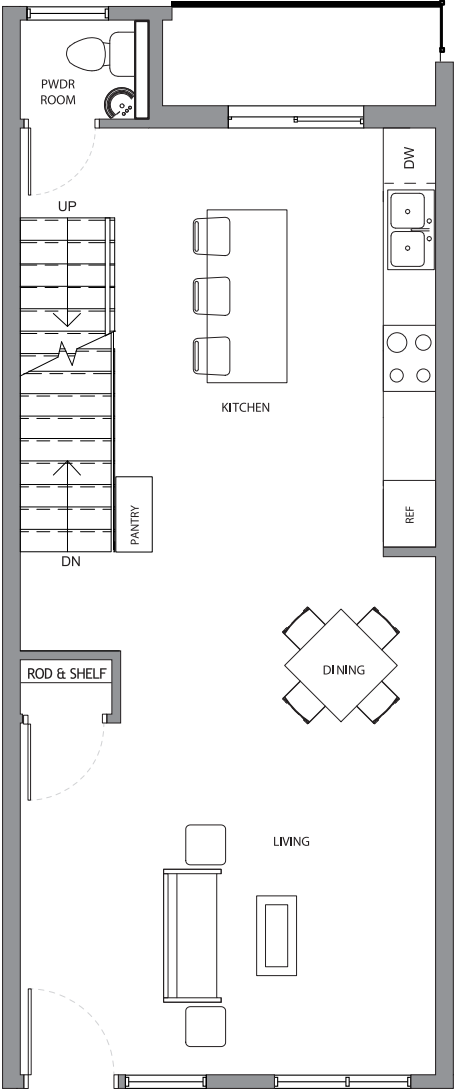 PWDR
ROOM
DW
UP
KITCHEN
PANTRY
REF
DN
DINING
ROD & SHELF
LIVING